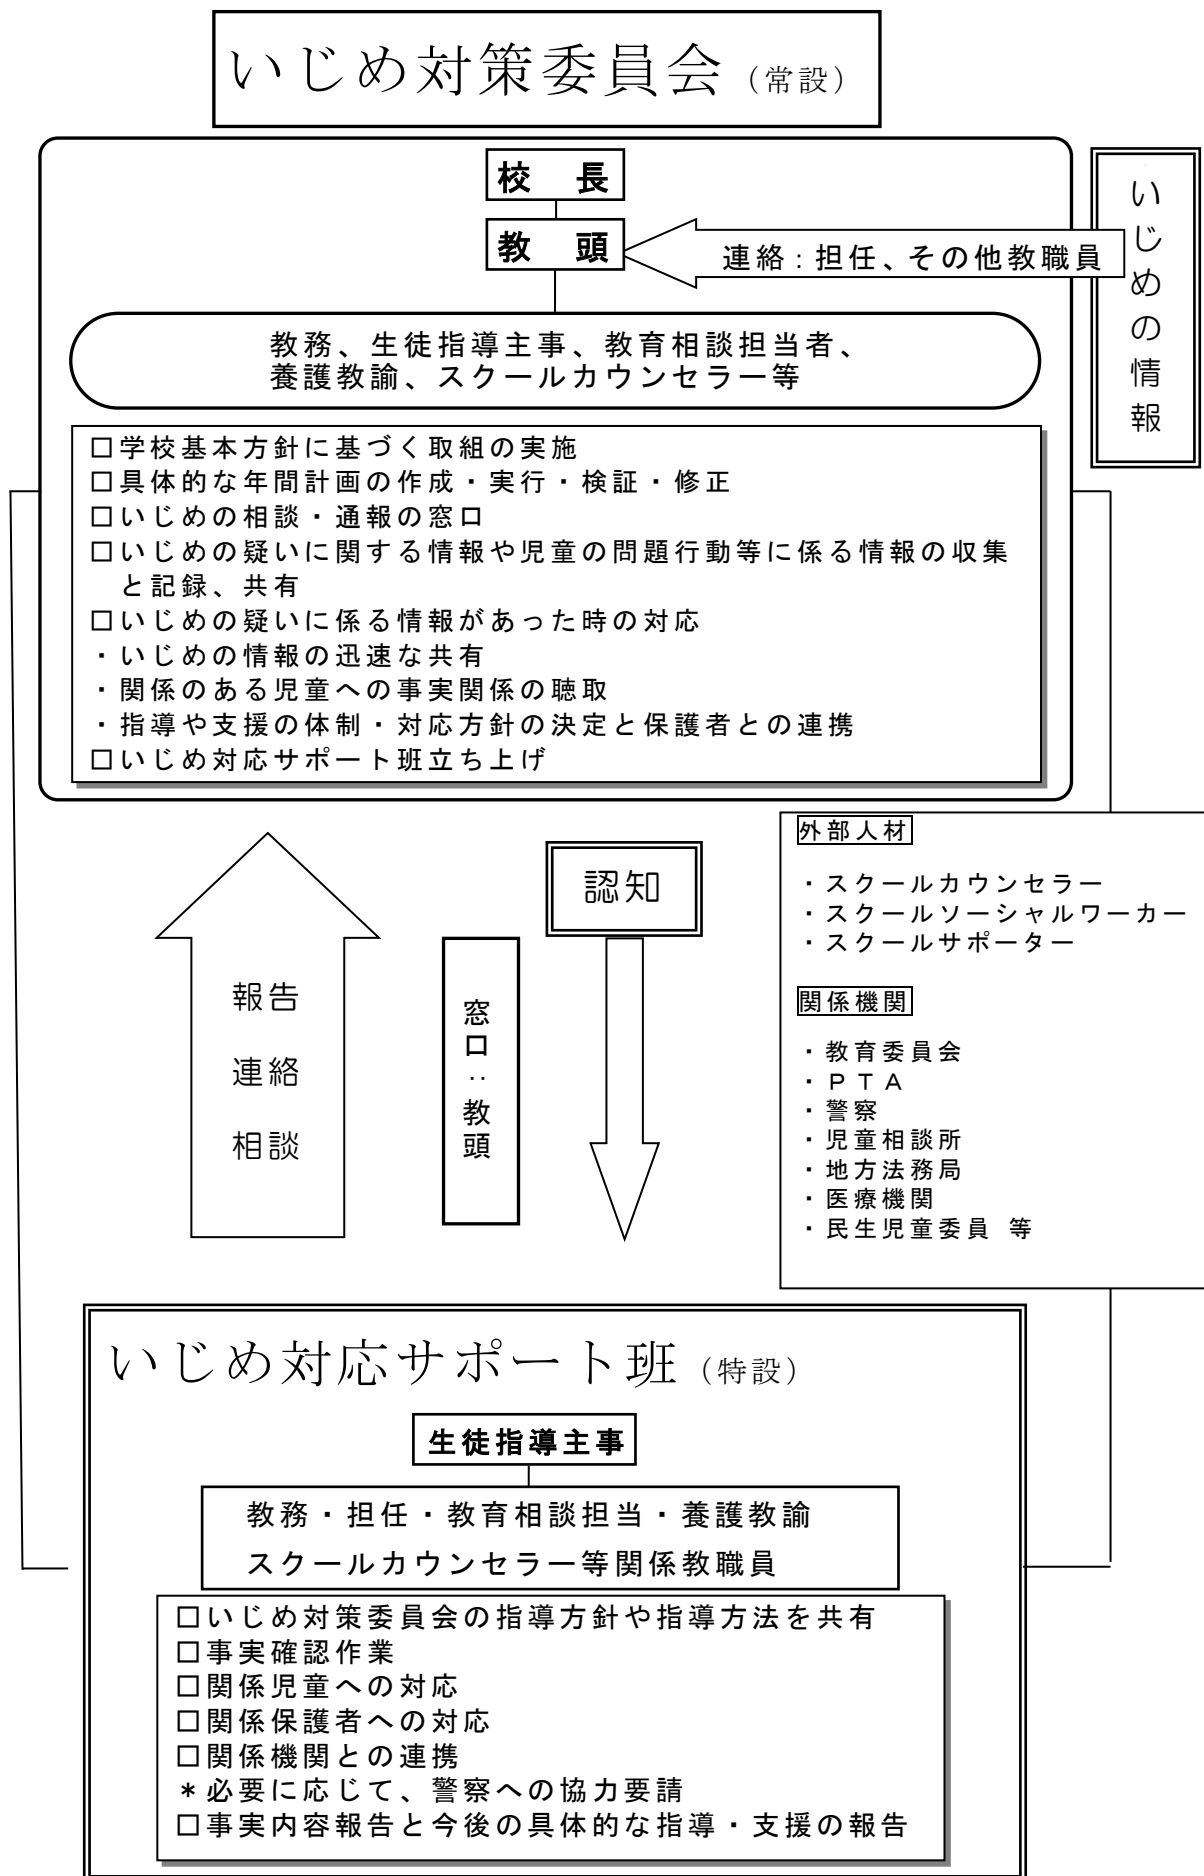 いじめ対策委員会（常設）
校　長
教　頭
連絡：担任、その他教職員
いじめの情報
教務、生徒指導主事、教育相談担当者、
養護教諭、スクールカウンセラー等
□学校基本方針に基づく取組の実施
□具体的な年間計画の作成・実行・検証・修正
□いじめの相談・通報の窓口
□いじめの疑いに関する情報や児童の問題行動等に係る情報の収集
と記録、共有
□いじめの疑いに係る情報があった時の対応
・いじめの情報の迅速な共有
・関係のある児童への事実関係の聴取
・指導や支援の体制・対応方針の決定と保護者との連携
□いじめ対応サポート班立ち上げ
報告
連絡
相談
窓口：教頭
認知
外部人材
・スクールカウンセラー
・スクールソーシャルワーカー
・スクールサポーター
関係機関
・教育委員会
・ＰＴＡ
・警察
・児童相談所
・地方法務局
・医療機関
・民生児童委員　等
いじめ対応サポート班（特設）
生徒指導主事
教務・担任・教育相談担当・養護教諭
スクールカウンセラー等関係教職員
□いじめ対策委員会の指導方針や指導方法を共有
□事実確認作業
□関係児童への対応
□関係保護者への対応
□関係機関との連携
＊必要に応じて、警察への協力要請
□事実内容報告と今後の具体的な指導・支援の報告